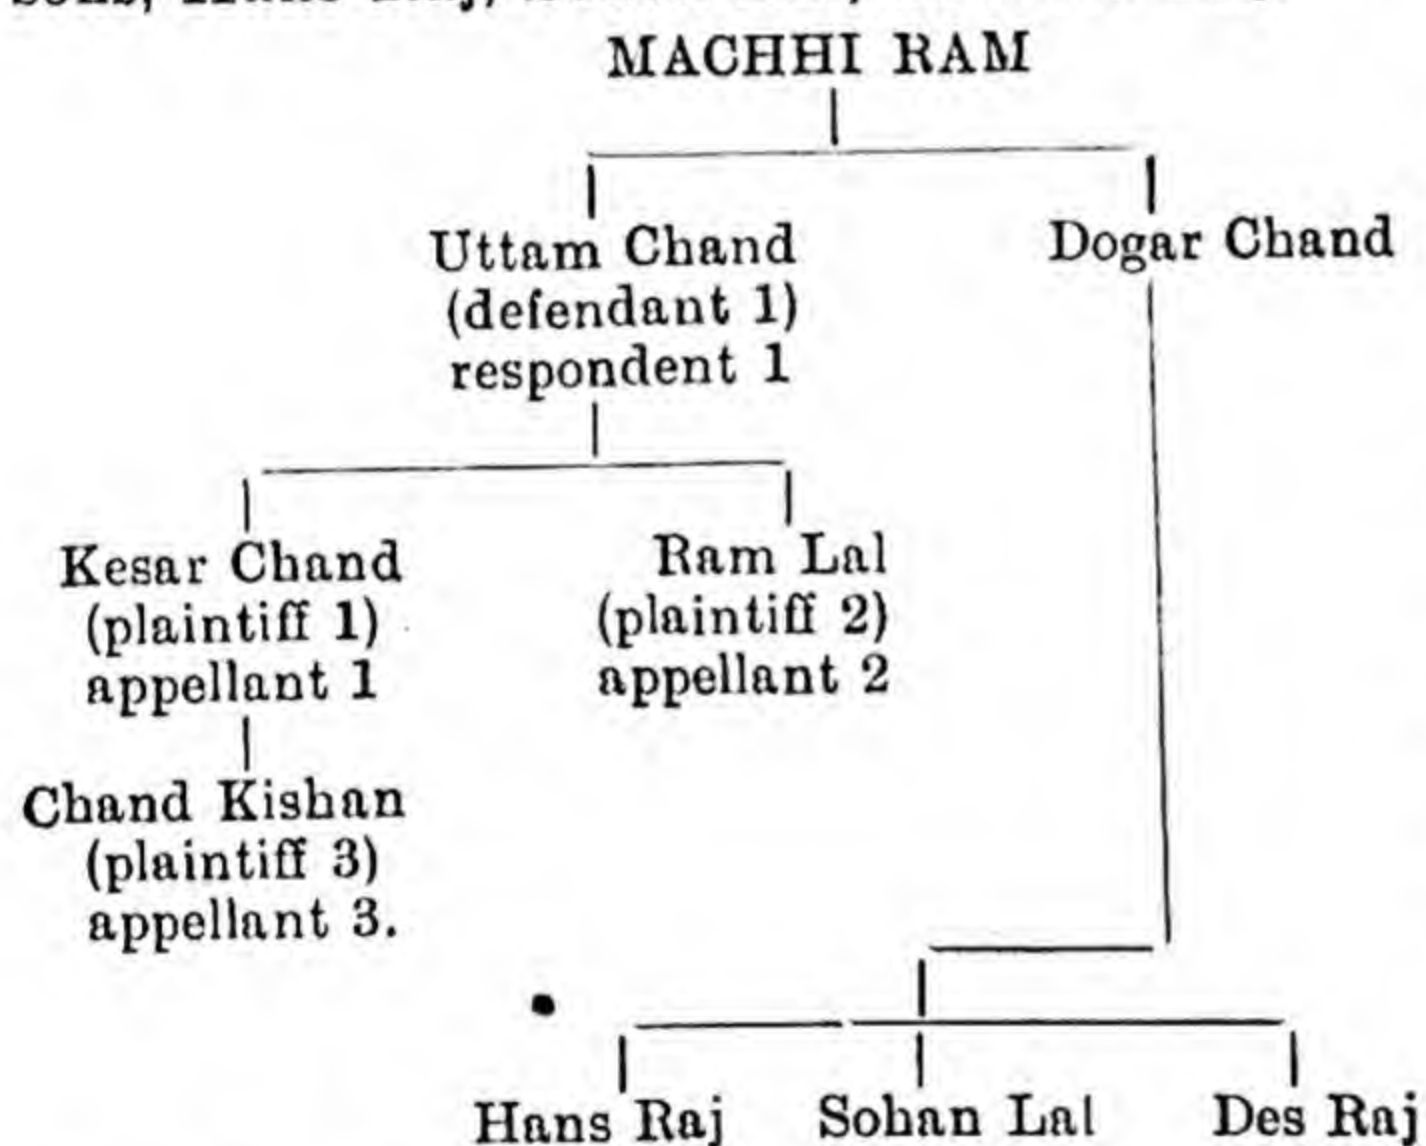 MACHHI RAM
Uttam Chand
(defendant 1)
respondent 1
Dogar Chand
Kesar Chand
(plaintiff 1)
appellant 1
Ram Lal
(plaintiff 2)
appellant 2
Chand Kishan
(plaintiff 3)
appellant 3.
Hans Raj Sohan Lal Des Raj